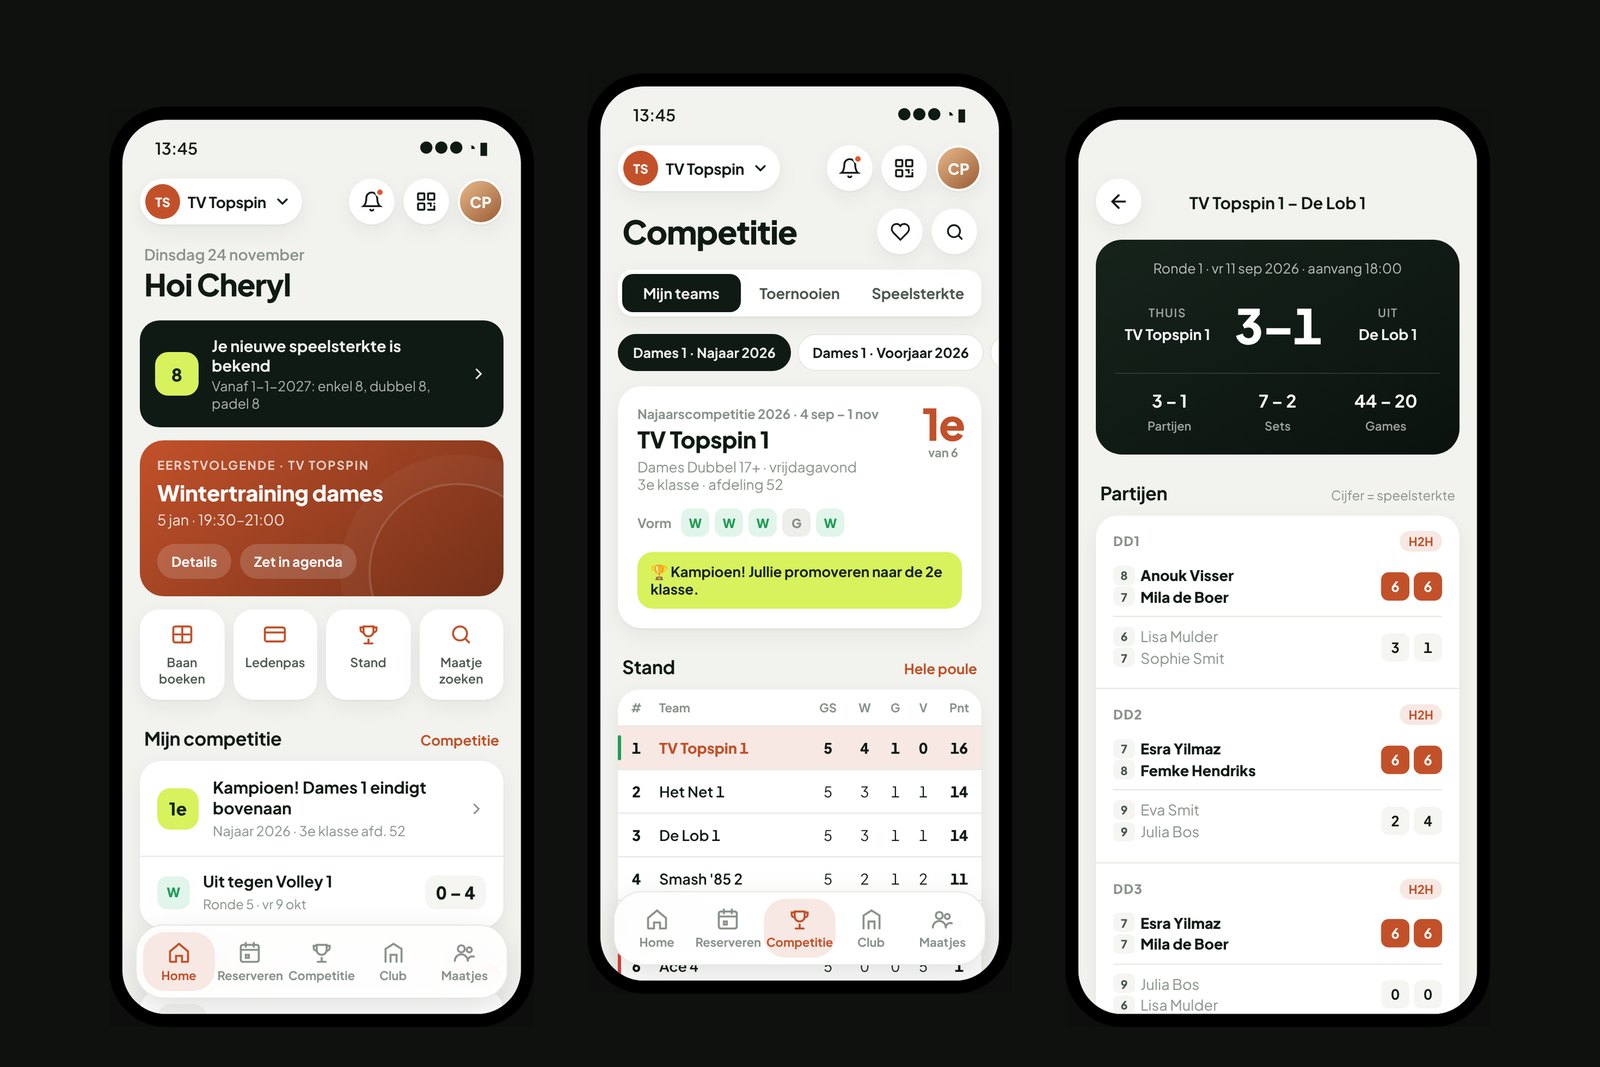 13:45
TS TV Topspin CP
Dinsdag 24 november
Hoi Cheryl
8
Je nieuwe speelsterkte is
bekend
Vanaf 1-1-2027: enkel 8, dubbel 8,
padel 8
EERSTVOLGENDE · TV TOPSPIN
Wintertraining dames
5 jan · 19:30–21:00
Details Zet in agenda
Baan
boeken
Ledenpas
Stand
Maatje
zoeken
Mijn competitie Competitie
1e
Kampioen! Dames 1 eindigt
bovenaan
Najaar 2026 · 3e klasse afd. 52
W
Uit tegen Volley 1
Ronde 5 · vr 9 okt
0 – 4
Home Reserveren Competitie Club Maatjes
13:45
TS TV Topspin CP
Competitie
Mijn teams Toernooien Speelsterkte
Dames 1 · Najaar 2026 Dames 1 · Voorjaar 2026
Najaarscompetitie 2026 · 4 sep – 1 nov
TV Topspin 1
Dames Dubbel 17+ · vrijdagavond
3e klasse · afdeling 52
1e
van 6
Vorm W W W G W
🏆 Kampioen! Jullie promoveren naar de 2e
klasse.
Stand Hele poule
# Team GS W G V Pnt
1 TV Topspin 1 5 4 1 0 16
2 Het Net 1 5 3 1 1 14
3 De Lob 1 5 3 1 1 14
4 Smash '85 2 5 2 1 2 11
Home Reserveren Competitie Club Maatjes
6 Ace 4 5 0 0 5 1
TV Topspin 1 – De Lob 1
Ronde 1 · vr 11 sep 2026 · aanvang 18:00
THUIS
TV Topspin 1
3–1
UIT
De Lob 1
3 – 1 7 – 2 44 – 20
Partijen Sets Games
Partijen Cijfer = speelsterkte
DD1 H2H
8 Anouk Visser
7 Mila de Boer
6 6
6 Lisa Mulder
7 Sophie Smit
3 1
DD2 H2H
7 Esra Yilmaz
8 Femke Hendriks
6 6
9 Eva Smit
9 Julia Bos
2 4
DD3 H2H
7 Esra Yilmaz
7 Mila de Boer
6 6
9 Julia Bos
6 Lisa Mulder
0 0